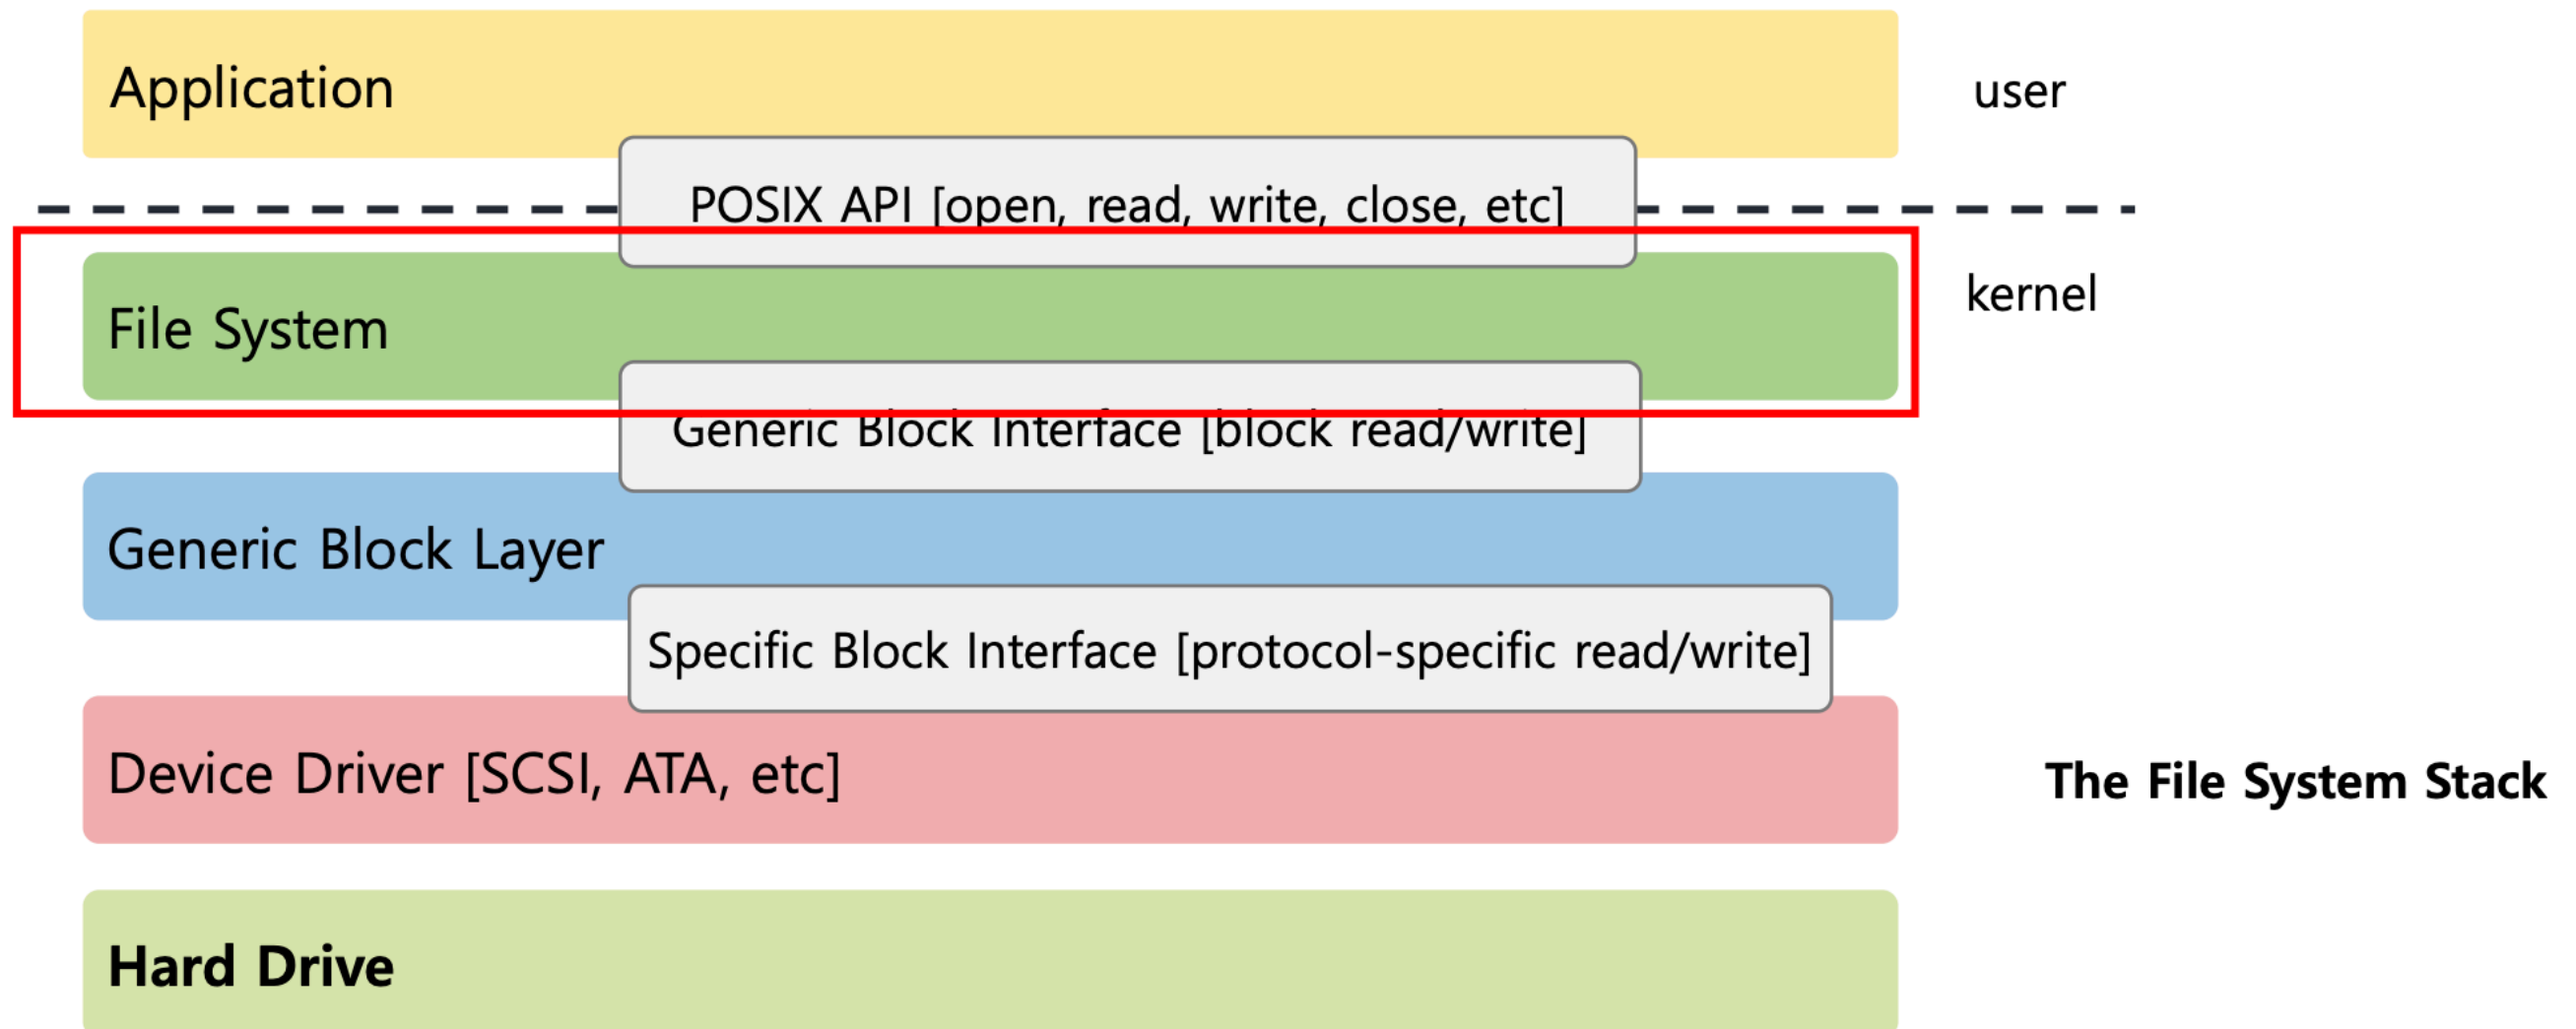 Application
user
POSIX API [open, read, write, close, etc]
kernel
File System
Generic Block Interface [block read/write]
Generic Block Layer
Specific Block Interface [protocol-specific read/write]
Device Driver [SCSI, ATA, etc]
The File System Stack
Hard Drive